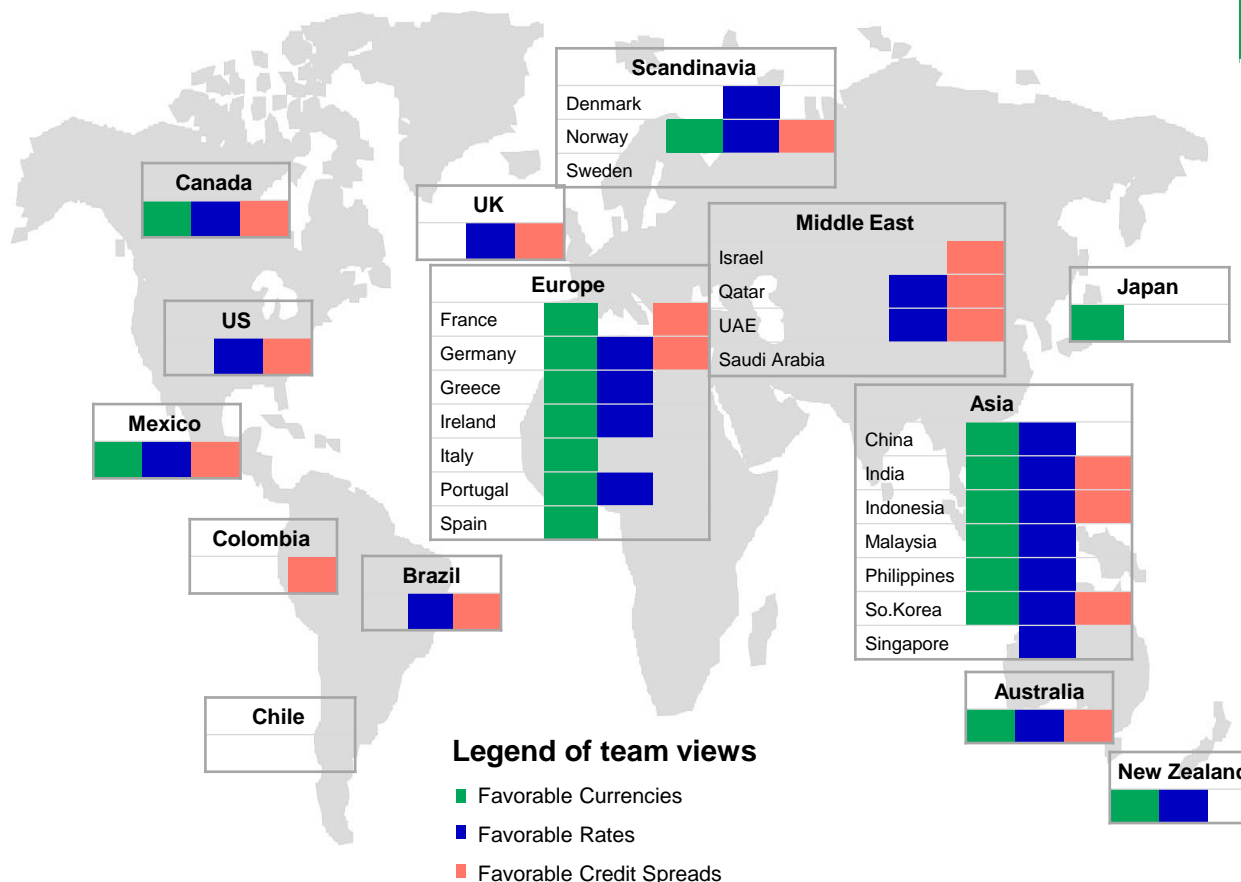 Scandinavia
Denmark
Norway
Sweden
Canada
UK
Middle East
Israel
Qatar
UAE
Saudi Arabia
Europe
France
Germany
Greece
Ireland
Italy
Portugal
Spain
Japan
US
Mexico
Asia
China
India
Indonesia
Malaysia
Philippines
So.Korea
Singapore
Colombia
Brazil
Australia
Chile
New Zealand
Legend of team views
Favorable Currencies
Favorable Rates
Favorable Credit Spreads